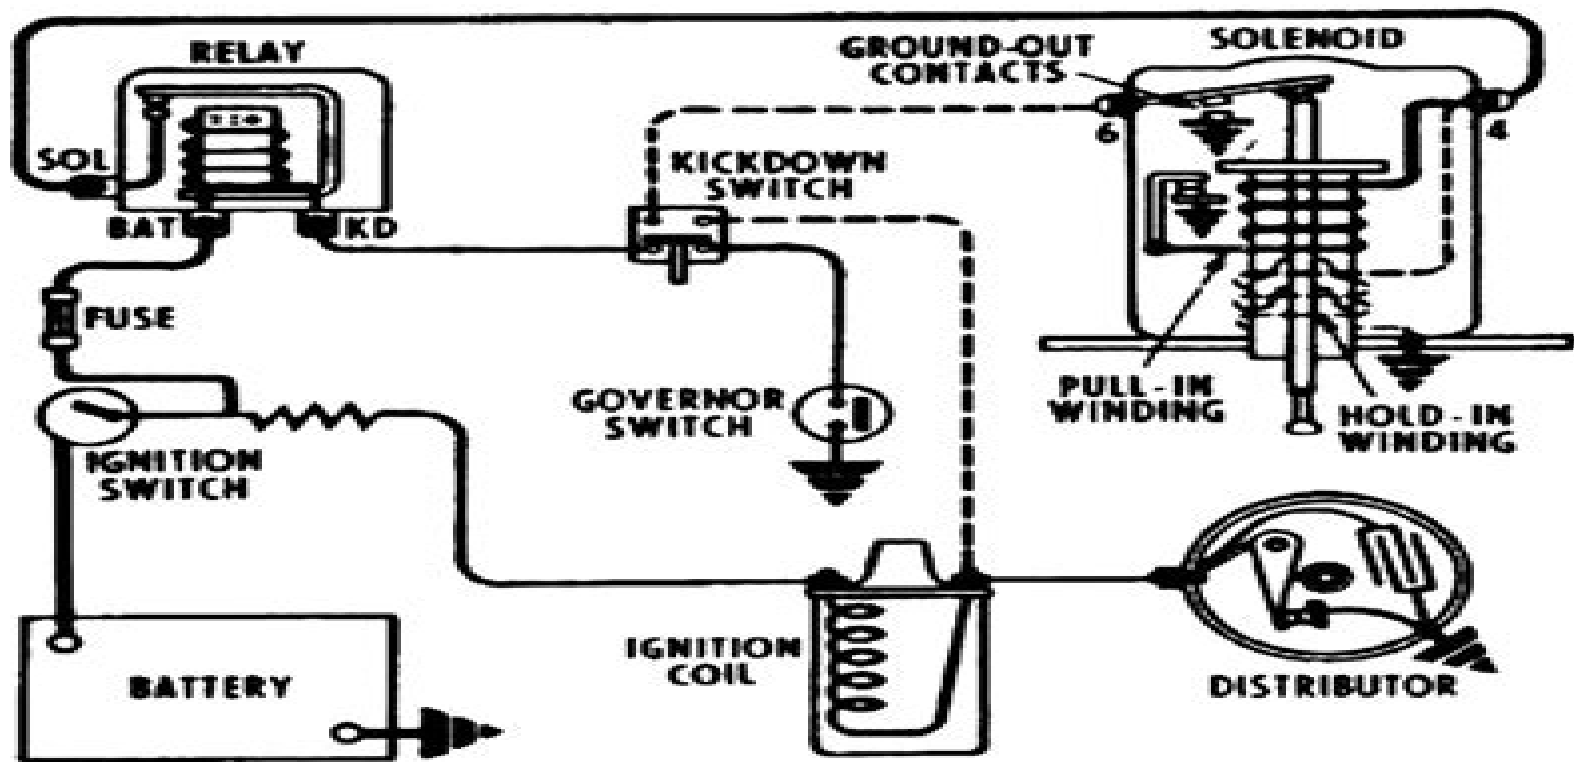 RELAY
GROUND-OUT
CONTACTS
SOLENOID
6
4
SOL
KICKDOWN
SWITCH
BAT
KD
FUSE
PULL-IN
WINDING
HOLD-IN
WINDING
GOVERNOR
SWITCH
IGNITION
SWITCH
IGNITION
COIL
BATTERY
DISTRIBUTOR